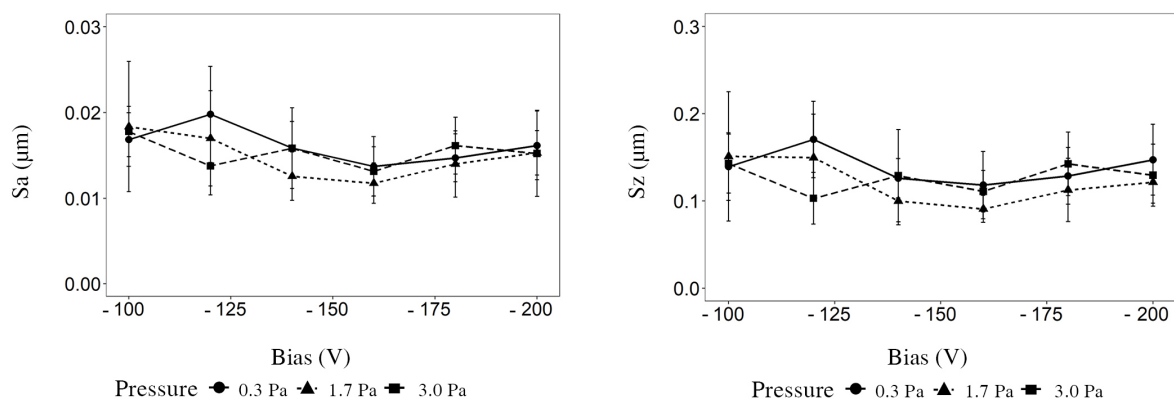 0.03
0.02
0.01
0.00
Sa (µm)
- 100 - 125 - 150 - 175 - 200
Bias (V)
Pressure 0.3 Pa 1.7 Pa 3.0 Pa
0.3
0.2
0.1
0.0
Sz (µm)
- 100 - 125 - 150 - 175 - 200
Bias (V)
Pressure 0.3 Pa 1.7 Pa 3.0 Pa